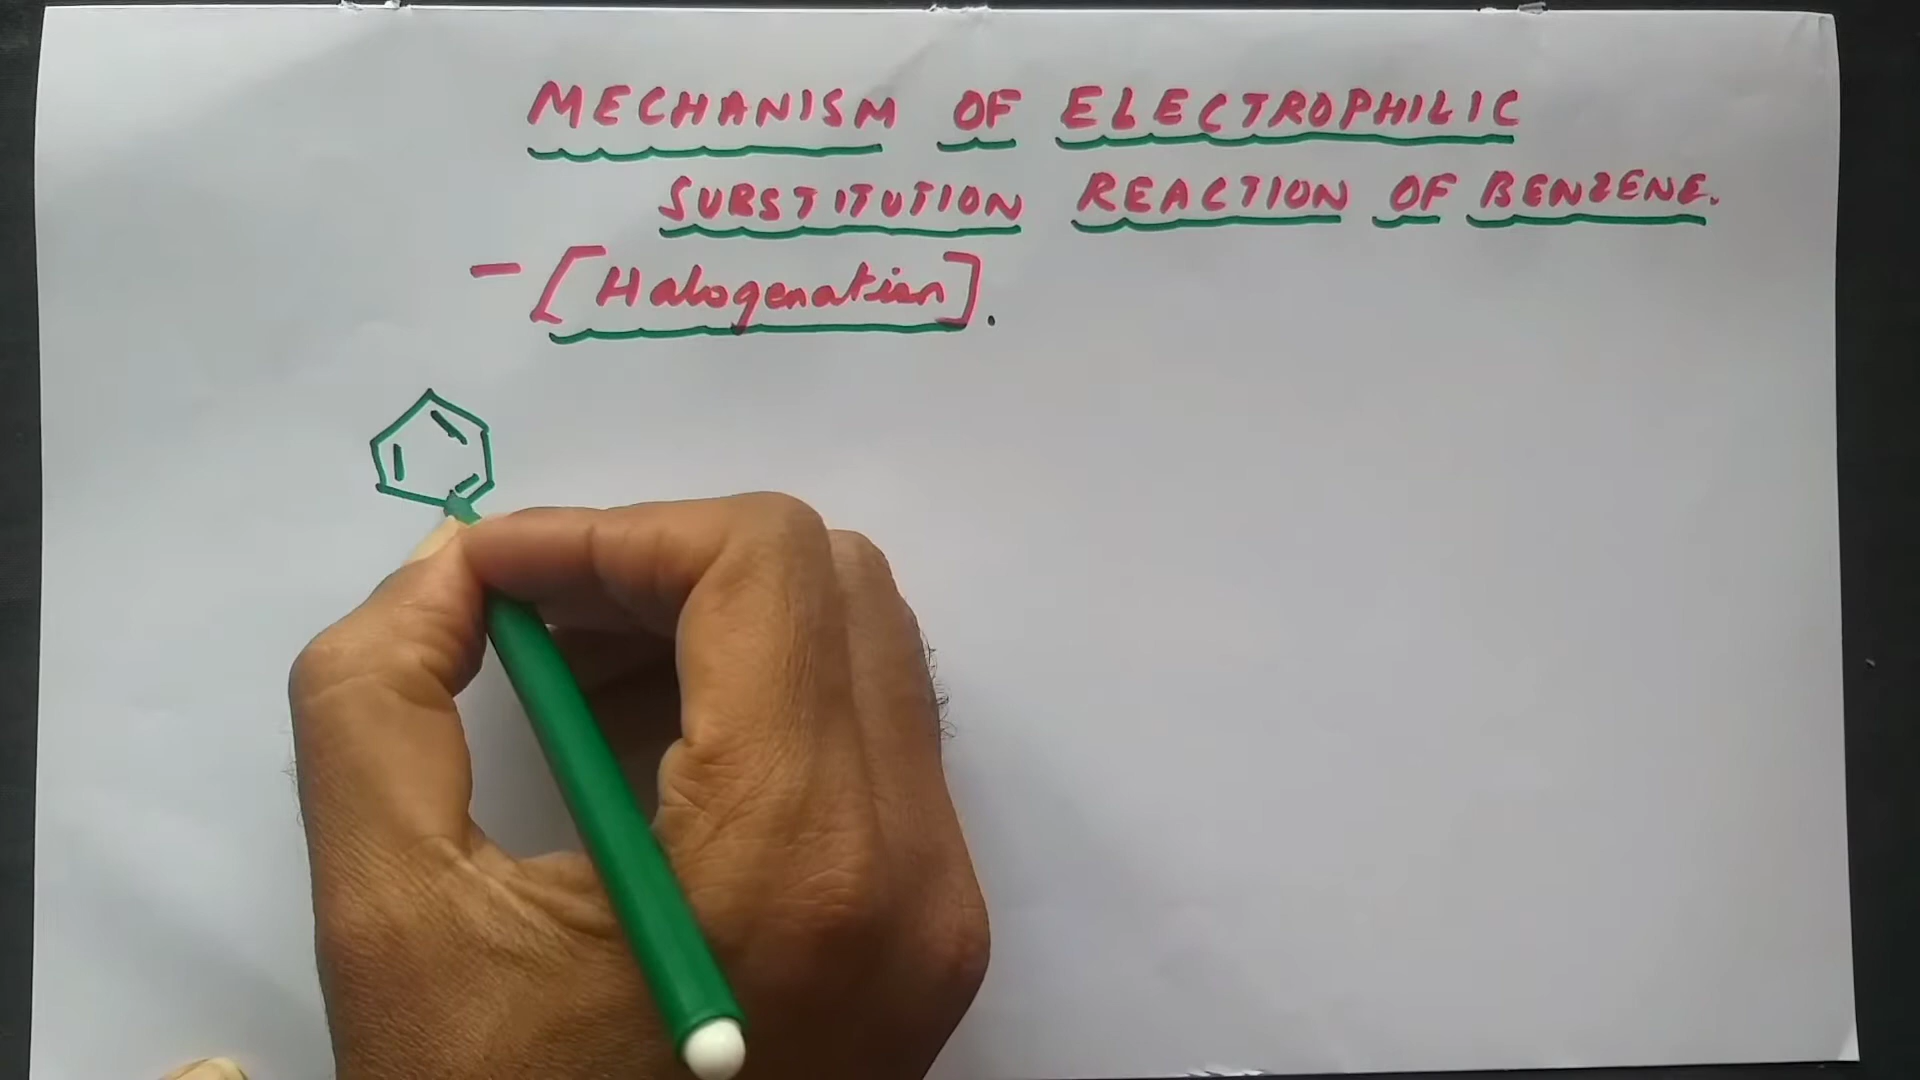 MECHANISM OF ELECTROPHILIC
SUBSTITUTION REACTION OF BENZENE.
- [Halogenation].